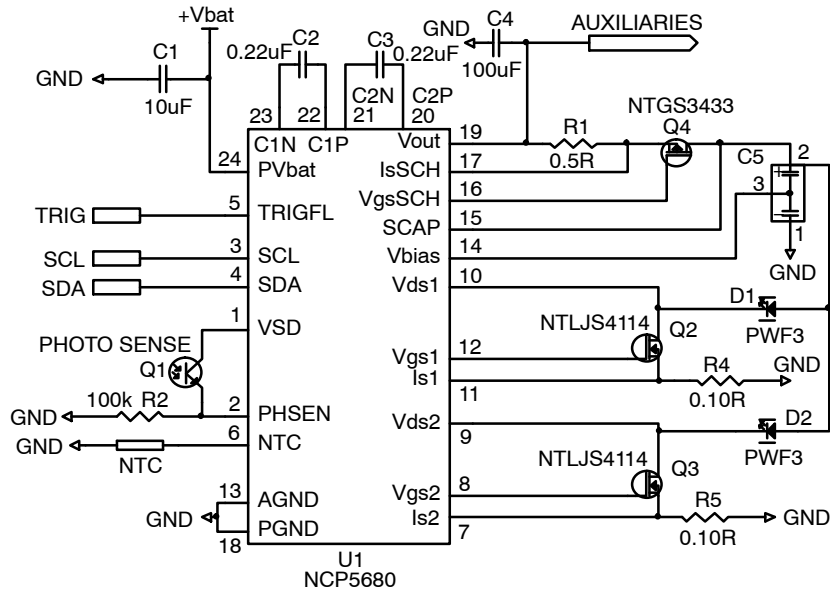 +Vbat
C1
GND
10uF
C2
0.22uF
C3
0.22uF
C4
GND
100uF
AUXILIARIES
C2N
C2P
23
22
21
20
C1N
C1P
Vout
19
R1
0.5R
NTGS3433
Q4
24
PVbat
IsSCH
17
VgsSCH
16
C5
2
3
+
1
GND
TRIG
5
TRIGFL
SCAP
15
SCL
3
SCL
Vbias
14
SDA
4
SDA
Vds1
10
D1
PWF3
1
VSD
NTLJS4114
Q2
PHOTO SENSE
Q1
Vgs1
12
Is1
11
R4
0.10R
GND
100k
R2
GND
2
PHSEN
Vds2
9
D2
PWF3
GND
6
NTC
NTC
NTLJS4114
Q3
13
AGND
Vgs2
8
GND
18
PGND
Is2
7
R5
0.10R
GND
U1
NCP5680